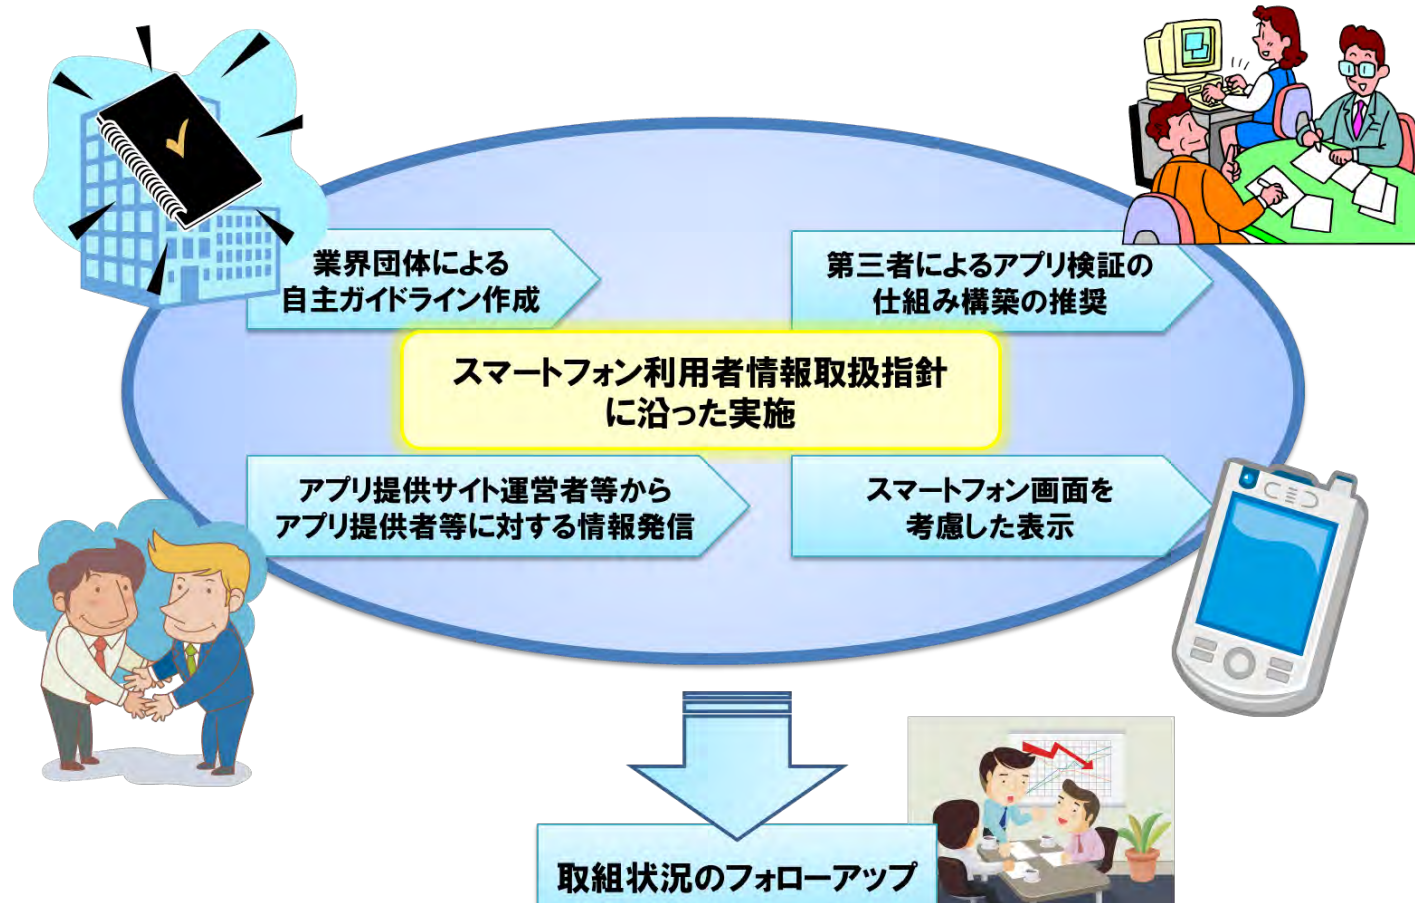 業界団体による
自主ガイドライン作成
第三者によるアプリ検証の
仕組み構築の推奨
スマートフォン利用者情報取扱指針
に沿った実施
アプリ提供サイト運営者等から
アプリ提供者等に対する情報発信
スマートフォン画面を
考慮した表示
取組状況のフォローアップ